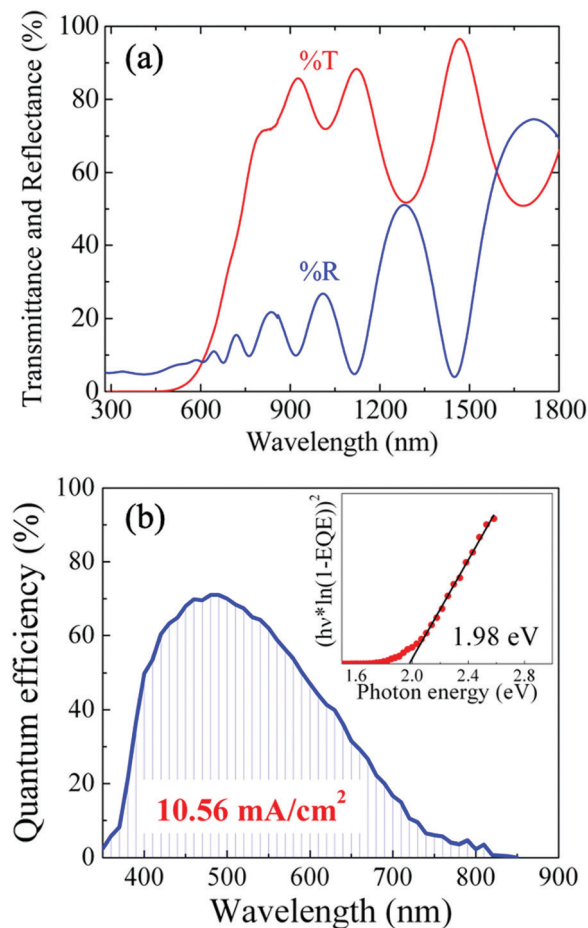 (a)
%T
%R
Transmittance and Reflectance (%)
100
80
60
40
20
0
300 600 900 1200 1500 1800
Wavelength (nm)
(b)
Quantum efficiency (%)
100
80
60
40
20
0
10.56 mA/cm²
400 500 600 700 800 900
Wavelength (nm)
(hν*ln(1-EQE))²
1.98 eV
1.6 2.0 2.4 2.8
Photon energy (eV)